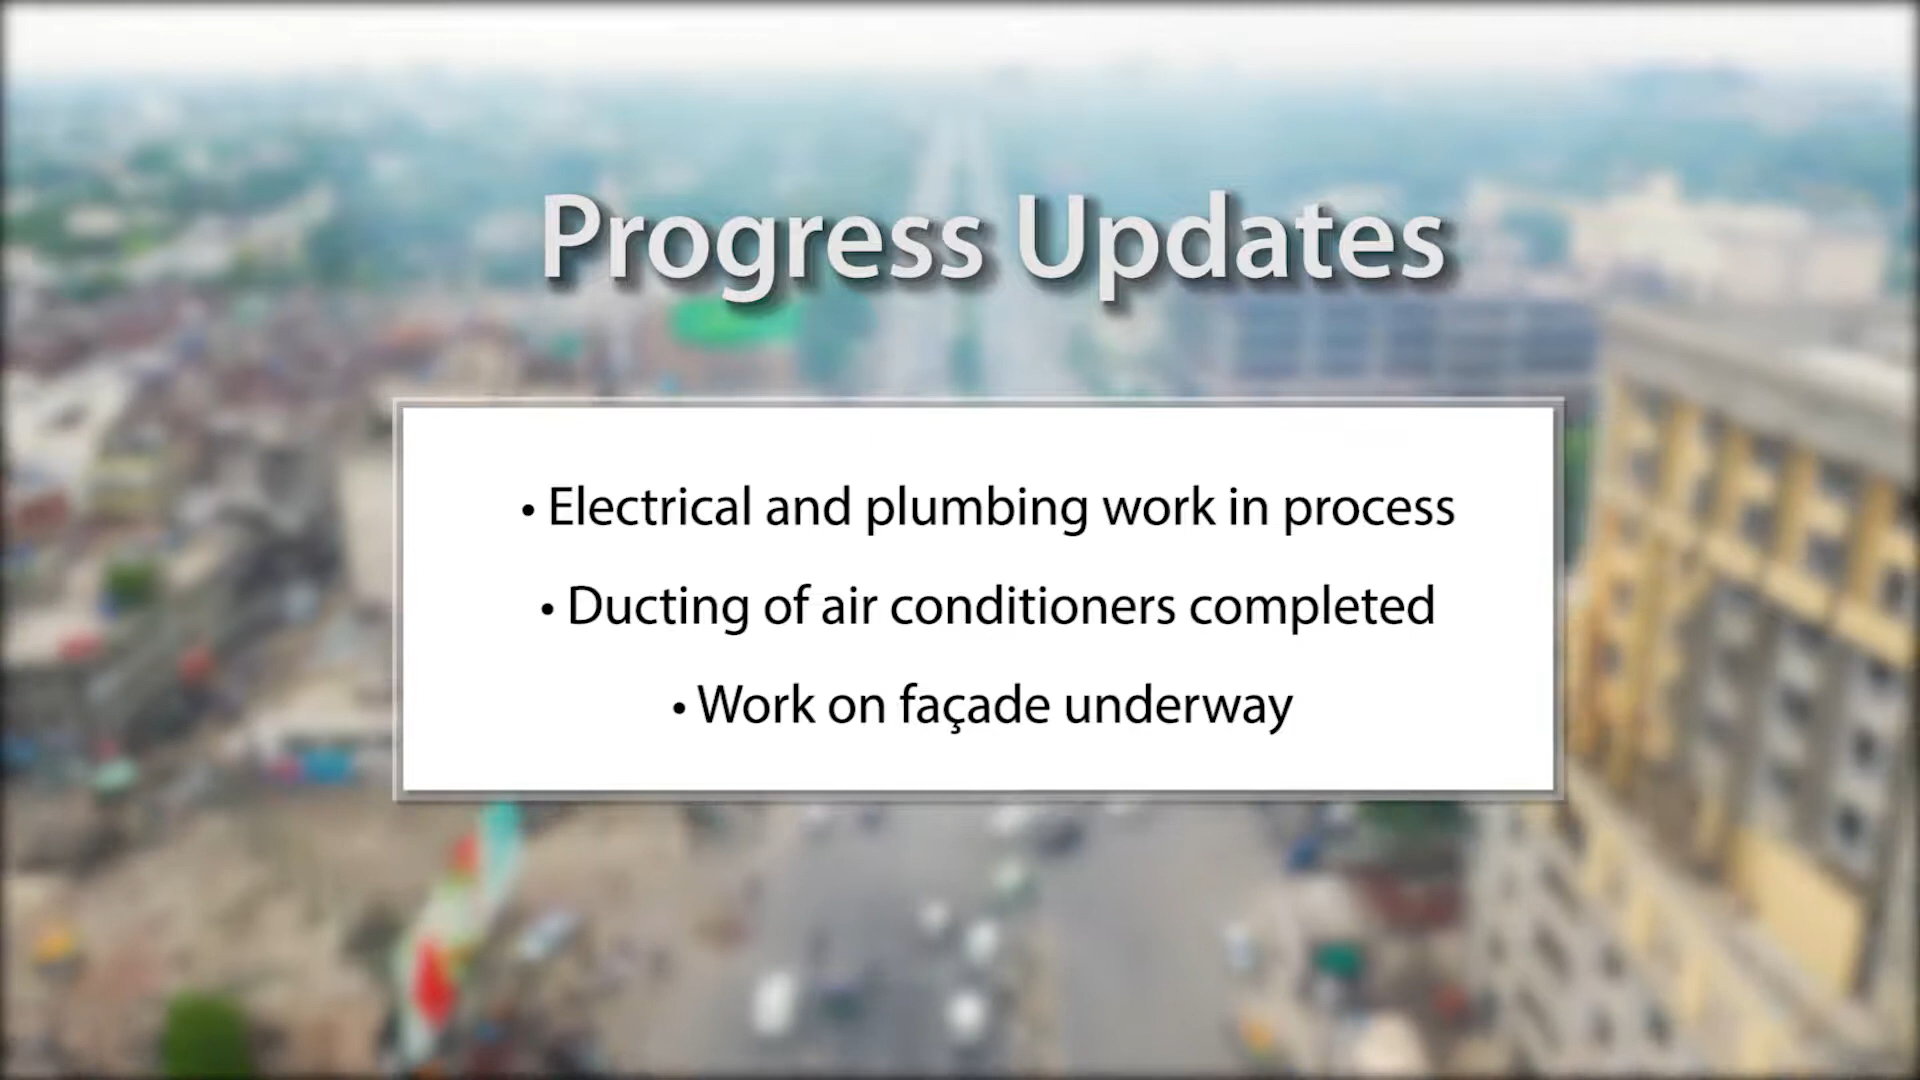 Progress Updates
• Electrical and plumbing work in process
• Ducting of air conditioners completed
• Work on façade underway